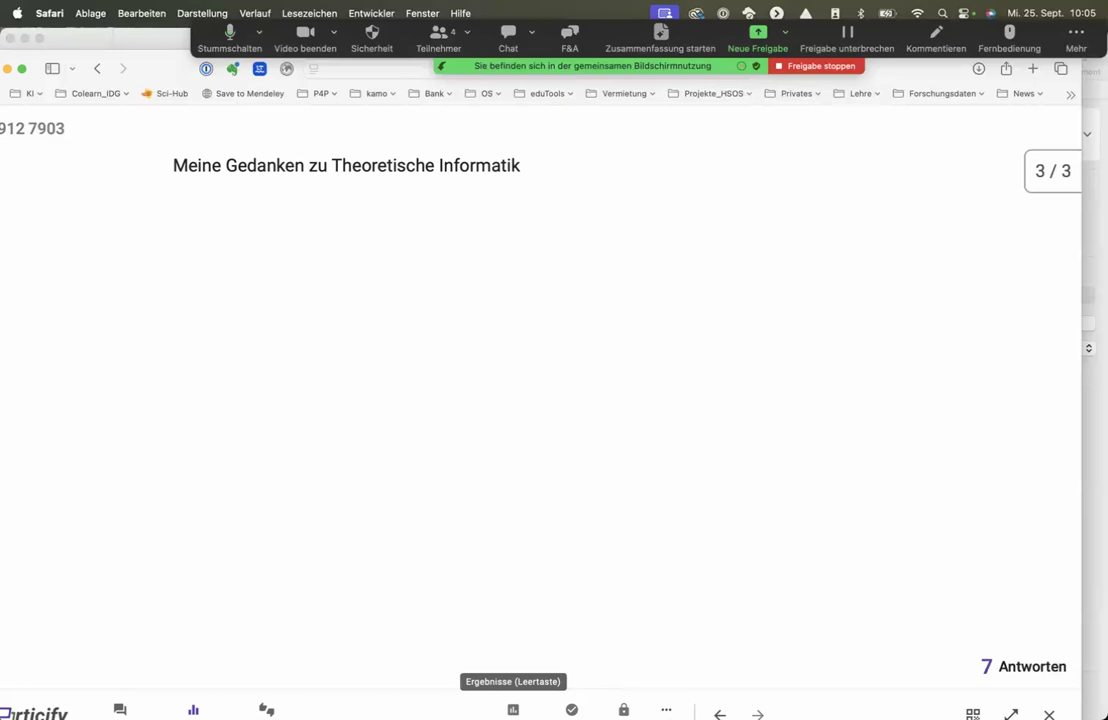 Safari Ablage Bearbeiten Darstellung Verlauf Lesezeichen Entwickler Fenster Hilfe Mi. 25. Sept. 10:05
4
Stummschalten Video beenden Sicherheit Teilnehmer Chat F&A Zusammenfassung starten Neue Freigabe Freigabe unterbrechen Kommentieren Fernbedienung Mehr
Sie befinden sich in der gemeinsamen Bildschirmnutzung Freigabe stoppen
KI Colearn_IDG Sci-Hub Save to Mendeley P4P kamo Bank OS eduTools Vermietung Projekte_HSOS Privates Lehre Forschungsdaten News
912 7903
Meine Gedanken zu Theoretische Informatik
3 / 3
7 Antworten
Ergebnisse (Leertaste)
articify